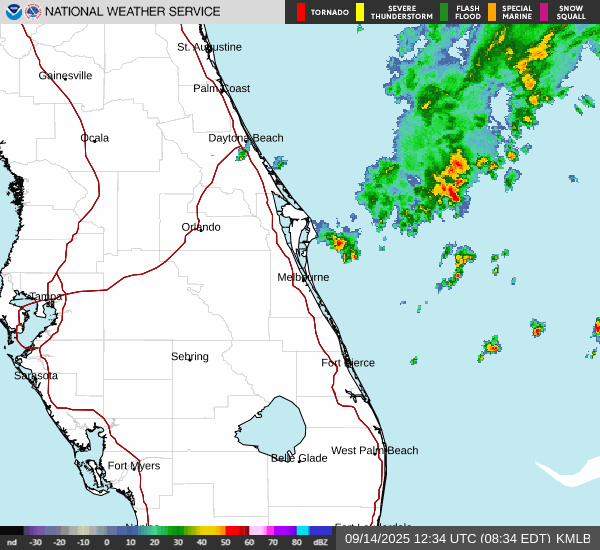 NATIONAL WEATHER SERVICE
TORNADO
SEVERE
THUNDERSTORM
FLASH
FLOOD
SPECIAL
MARINE
SNOW
SQUALL
St. Augustine
Gainesville
Palm Coast
Ocala
Daytona Beach
Orlando
Melbourne
Tampa
Sebring
Fort Pierce
Sarasota
West Palm Beach
Belle Glade
Fort Myers
Fort Lauderdale
nd -30 -20 -10 0 10 20 30 40 50 60 70 80 dBZ
09/14/2025 12:34 UTC (08:34 EDT) KMLB